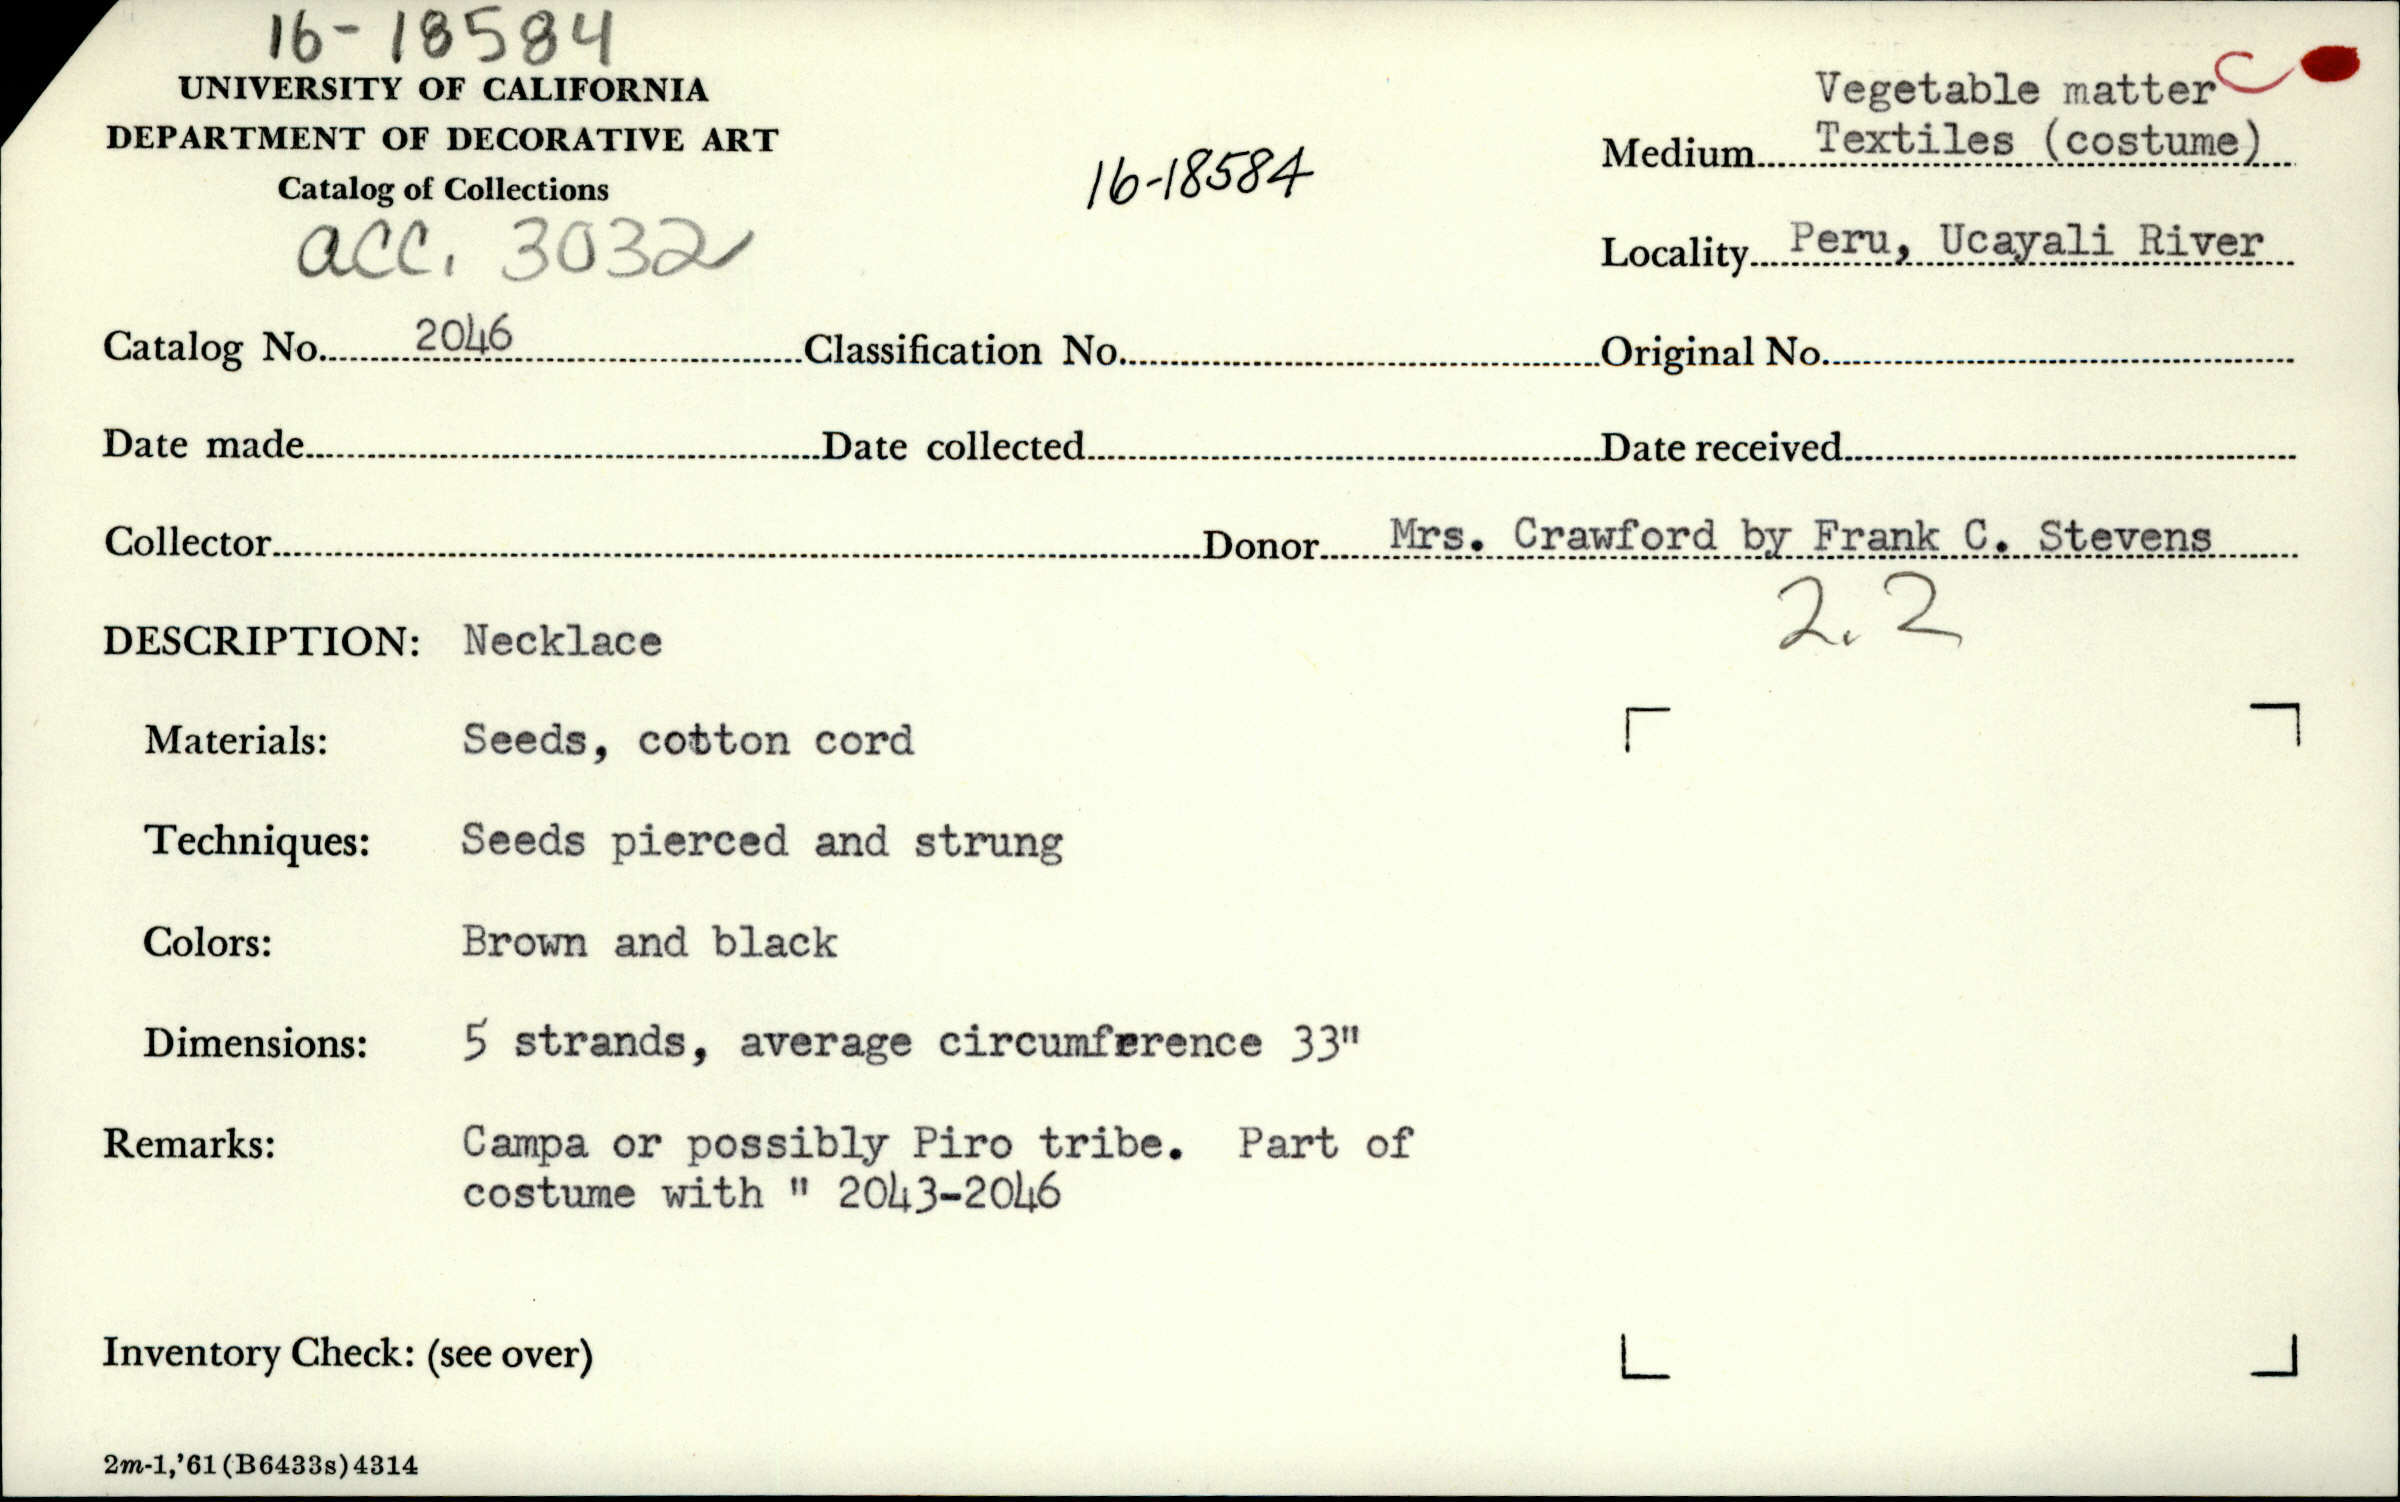 16-18584
UNIVERSITY OF CALIFORNIA
DEPARTMENT OF DECORATIVE ART
Catalog of Collections
acc. 3032
16-18584
Vegetable matter C
Medium Textiles (costume)
Locality Peru, Ucayali River
Catalog No. 2046 Classification No. Original No.
Date made Date collected Date received
Collector Donor Mrs. Crawford by Frank C. Stevens
2.2
DESCRIPTION: Necklace
Materials: Seeds, cotton cord
Techniques: Seeds pierced and strung
Colors: Brown and black
Dimensions: 5 strands, average circumference 33"
Remarks: Campa or possibly Piro tribe. Part of
costume with " 2043-2046
Inventory Check: (see over)
2m-1,'61(B6433s)4314